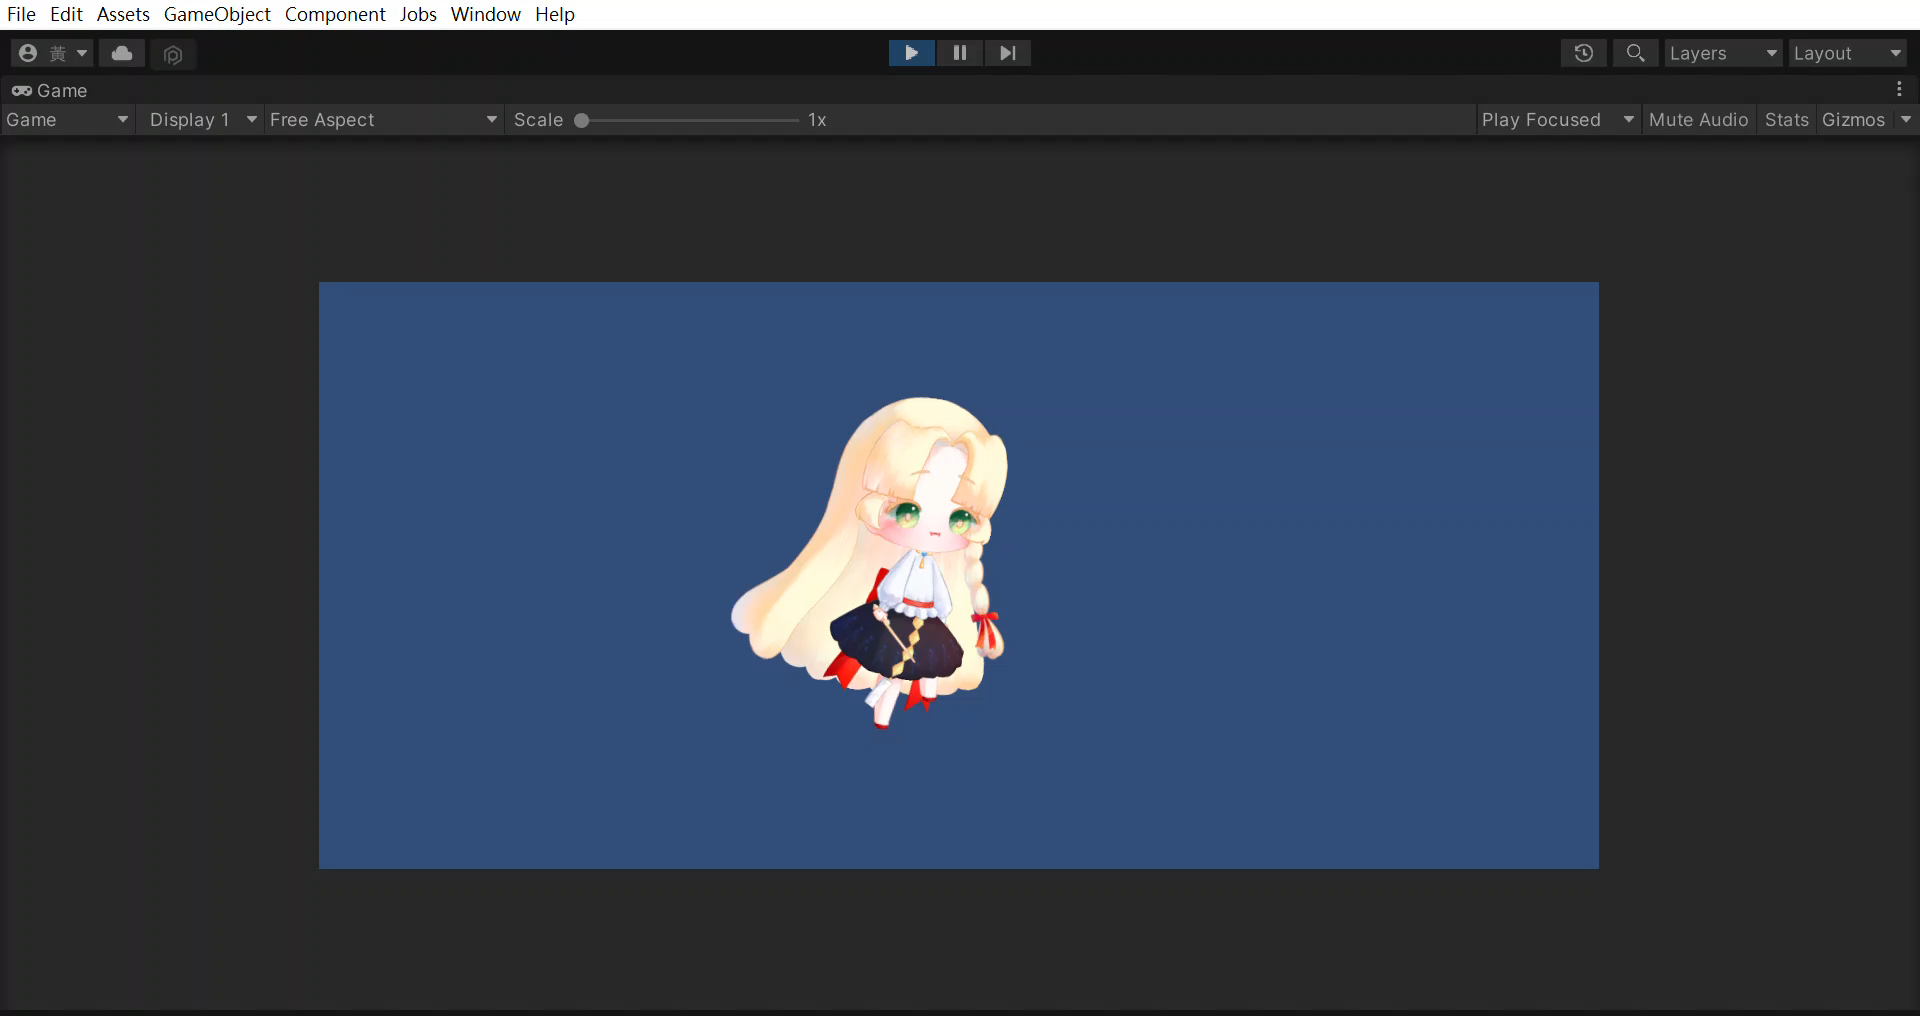 File Edit Assets GameObject Component Jobs Window Help
黃 Layers Layout
Game
Game Display 1 Free Aspect Scale 1x Play Focused Mute Audio Stats Gizmos